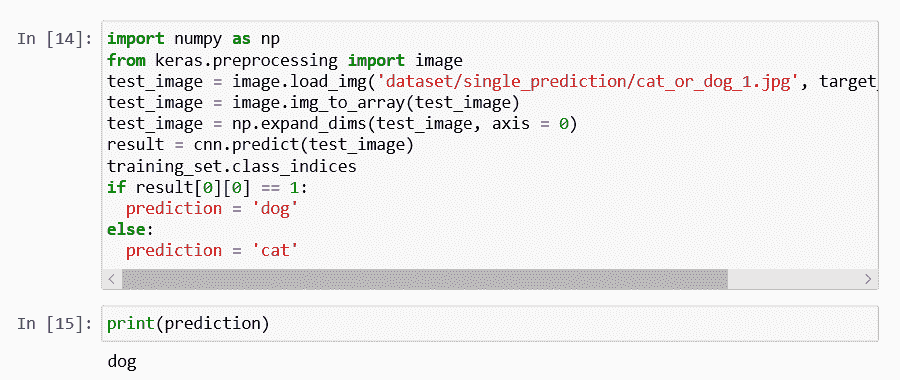 In [14]:
import numpy as np
from keras.preprocessing import image
test_image = image.load_img('dataset/single_prediction/cat_or_dog_1.jpg', target_
test_image = image.img_to_array(test_image)
test_image = np.expand_dims(test_image, axis = 0)
result = cnn.predict(test_image)
training_set.class_indices
if result[0][0] == 1:
  prediction = 'dog'
else:
  prediction = 'cat'
In [15]:
print(prediction)
dog